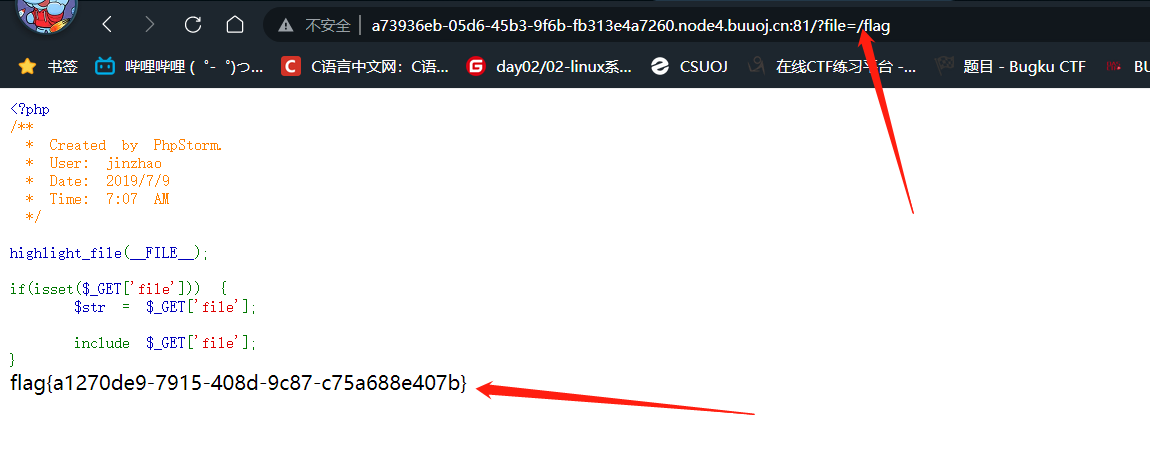 不安全 | a73936eb-05d6-45b3-9f6b-fb313e4a7260.node4.buuoj.cn:81/?file=/flag
书签 哔哩哔哩 (゜-゜)つ... C语言中文网：C语... day02/02-linux系... CSUOJ 在线CTF练习平台 -... 题目 - Bugku CTF BU
<?php
/**
 * Created by PhpStorm.
 * User: jinzhao
 * Date: 2019/7/9
 * Time: 7:07 AM
 */
highlight_file(__FILE__);
if(isset($_GET['file'])) {
$str = $_GET['file'];
include $_GET['file'];
}
flag{a1270de9-7915-408d-9c87-c75a688e407b}